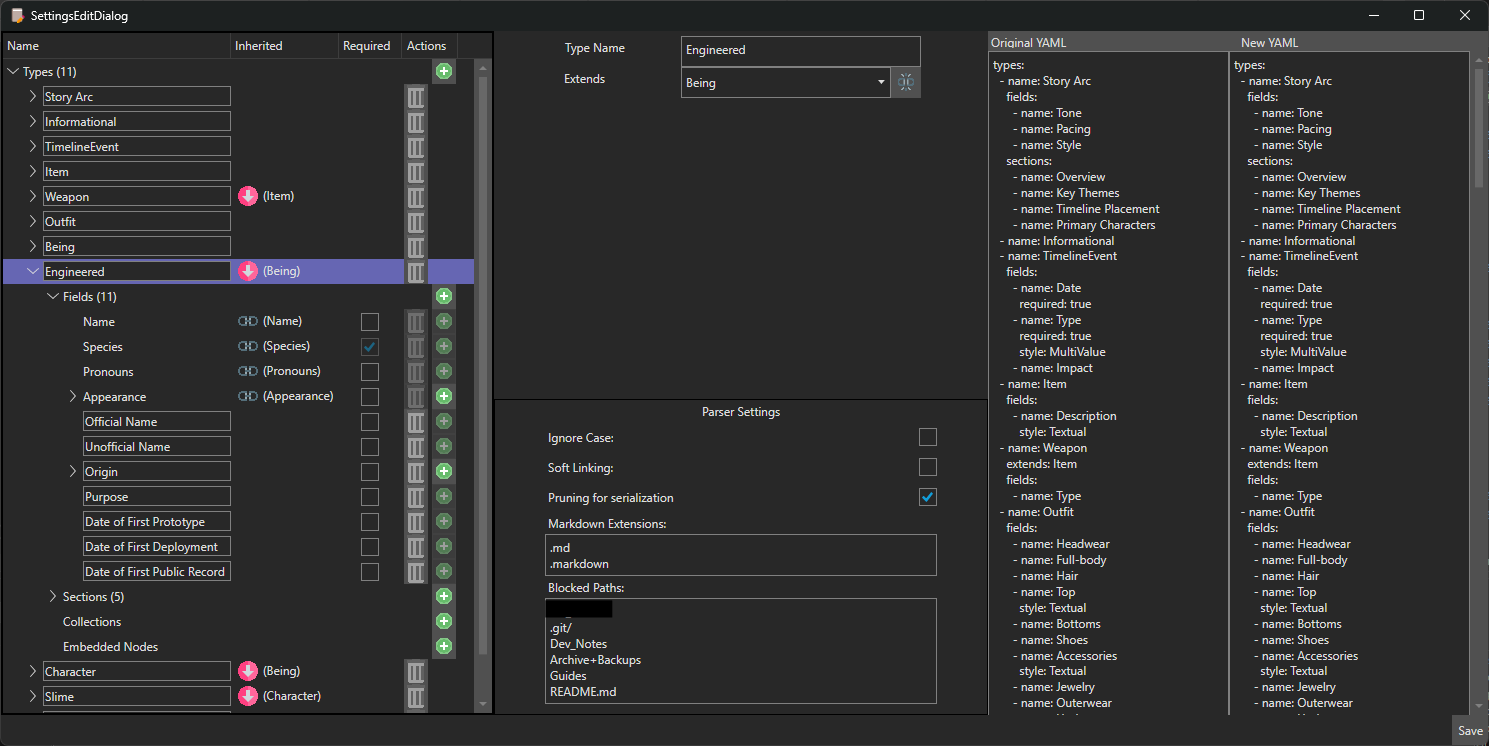 SettingsEditDialog
Name Inherited Required Actions
Types (11)
Story Arc
Informational
TimelineEvent
Item
Weapon (Item)
Outfit
Being
Engineered (Being)
Fields (11)
Name (Name)
Species (Species)
Pronouns (Pronouns)
Appearance (Appearance)
Official Name
Unofficial Name
Origin
Purpose
Date of First Prototype
Date of First Deployment
Date of First Public Record
Sections (5)
Collections
Embedded Nodes
Character (Being)
Slime (Character)
Type Name Engineered
Extends Being
Parser Settings
Ignore Case:
Soft Linking:
Pruning for serialization
Markdown Extensions:
.md
.markdown
Blocked Paths:
.git/
Dev_Notes
Archive+Backups
Guides
README.md
Original YAML
types:
- name: Story Arc
fields:
- name: Tone
- name: Pacing
- name: Style
sections:
- name: Overview
- name: Key Themes
- name: Timeline Placement
- name: Primary Characters
- name: Informational
- name: TimelineEvent
fields:
- name: Date
required: true
- name: Type
required: true
style: MultiValue
- name: Impact
- name: Item
fields:
- name: Description
style: Textual
- name: Weapon
extends: Item
fields:
- name: Type
- name: Outfit
fields:
- name: Headwear
- name: Full-body
- name: Hair
- name: Top
style: Textual
- name: Bottoms
- name: Shoes
- name: Accessories
style: Textual
- name: Jewelry
- name: Outerwear
New YAML
types:
- name: Story Arc
fields:
- name: Tone
- name: Pacing
- name: Style
sections:
- name: Overview
- name: Key Themes
- name: Timeline Placement
- name: Primary Characters
- name: Informational
- name: TimelineEvent
fields:
- name: Date
required: true
- name: Type
required: true
style: MultiValue
- name: Impact
- name: Item
fields:
- name: Description
style: Textual
- name: Weapon
extends: Item
fields:
- name: Type
- name: Outfit
fields:
- name: Headwear
- name: Full-body
- name: Hair
- name: Top
style: Textual
- name: Bottoms
- name: Shoes
- name: Accessories
style: Textual
- name: Jewelry
- name: Outerwear
Save